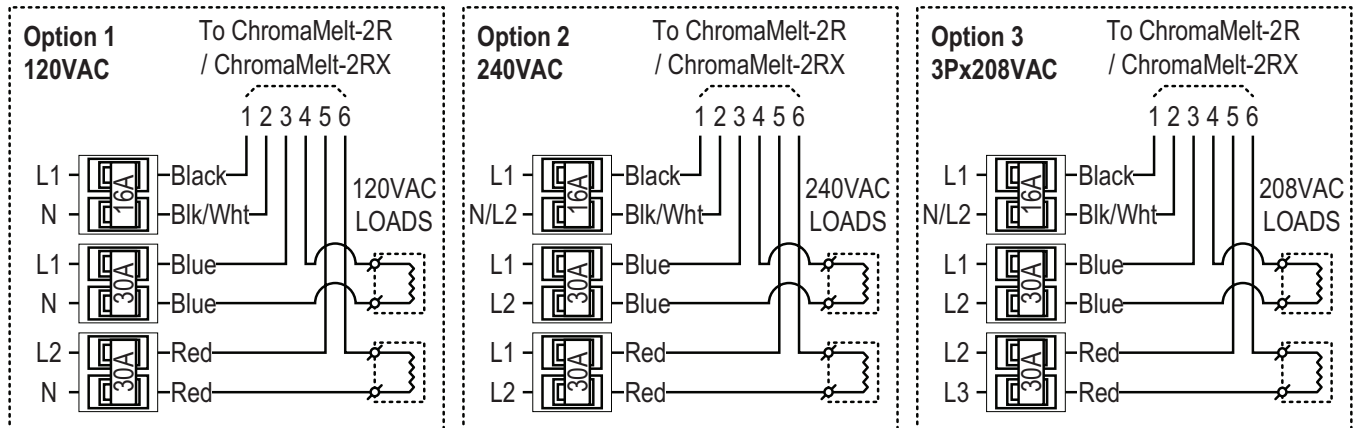 Option 1
120VAC
To ChromaMelt-2R
/ ChromaMelt-2RX
1 2 3 4 5 6
L1
16A
Black
N
Blk/Wht
120VAC
LOADS
L1
30A
Blue
N
Blue
L2
30A
Red
N
Red
Option 2
240VAC
To ChromaMelt-2R
/ ChromaMelt-2RX
1 2 3 4 5 6
L1
16A
Black
N/L2
Blk/Wht
240VAC
LOADS
L1
30A
Blue
L2
Blue
L1
30A
Red
L2
Red
Option 3
3Px208VAC
To ChromaMelt-2R
/ ChromaMelt-2RX
1 2 3 4 5 6
L1
16A
Black
N/L2
Blk/Wht
208VAC
LOADS
L1
30A
Blue
L2
Blue
L2
30A
Red
L3
Red